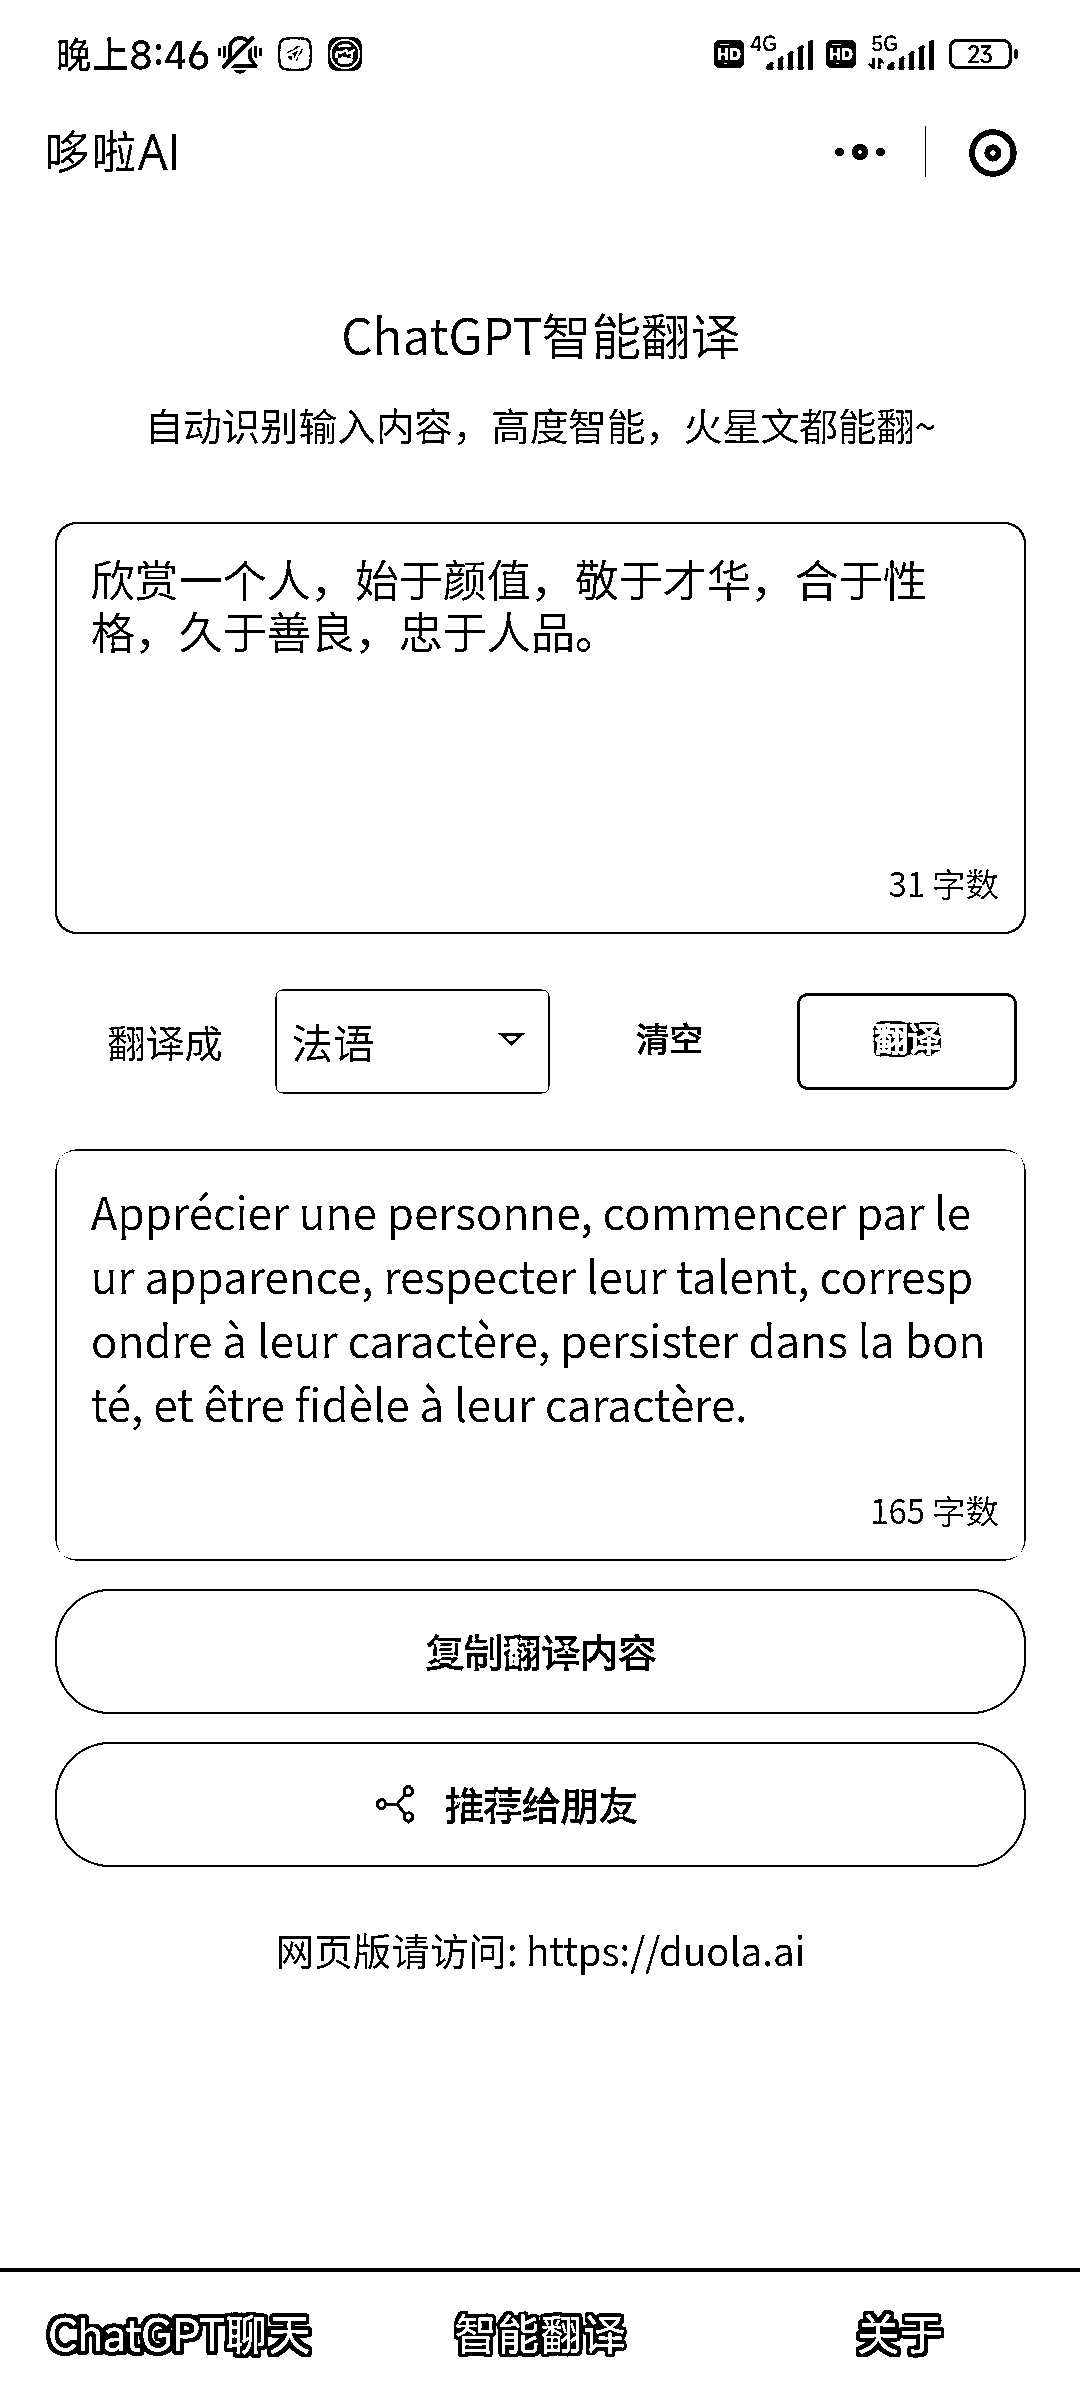 晚上8:46
4G
5G
23
哆啦AI
ChatGPT智能翻译
自动识别输入内容，高度智能，火星文都能翻~
欣赏一个人，始于颜值，敬于才华，合于性
格，久于善良，忠于人品。
31 字数
翻译成 法语 清空 翻译
Apprécier une personne, commencer par le
ur apparence, respecter leur talent, corresp
ondre à leur caractère, persister dans la bon
té, et être fidèle à leur caractère.
165 字数
复制翻译内容
推荐给朋友
网页版请访问: https://duola.ai
ChatGPT聊天 智能翻译 关于